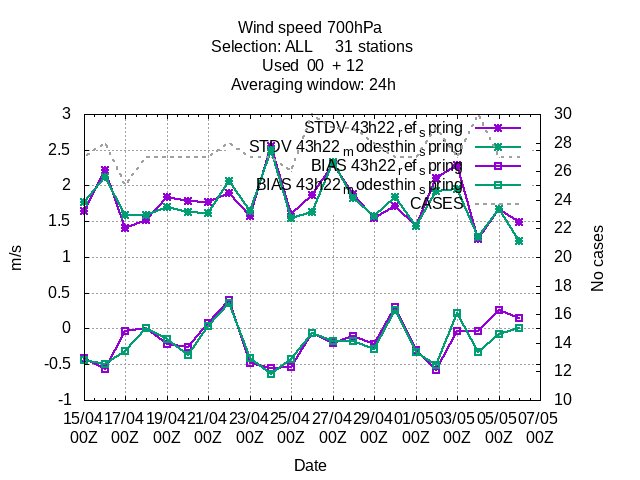 Wind speed 700hPa
Selection: ALL 31 stations
Used 00 + 12
Averaging window: 24h
STDV 43h22_ref_spring
STDV 43h22_modesthin_spring
BIAS 43h22_ref_spring
BIAS 43h22_modesthin_spring
CASES
3
2.5
2
1.5
1
0.5
0
-0.5
-1
m/s
30
28
26
24
22
20
18
16
14
12
10
No cases
15/04 17/04 19/04 21/04 23/04 25/04 27/04 29/04 01/05 03/05 05/05 07/05
00Z 00Z 00Z 00Z 00Z 00Z 00Z 00Z 00Z 00Z 00Z 00Z
Date